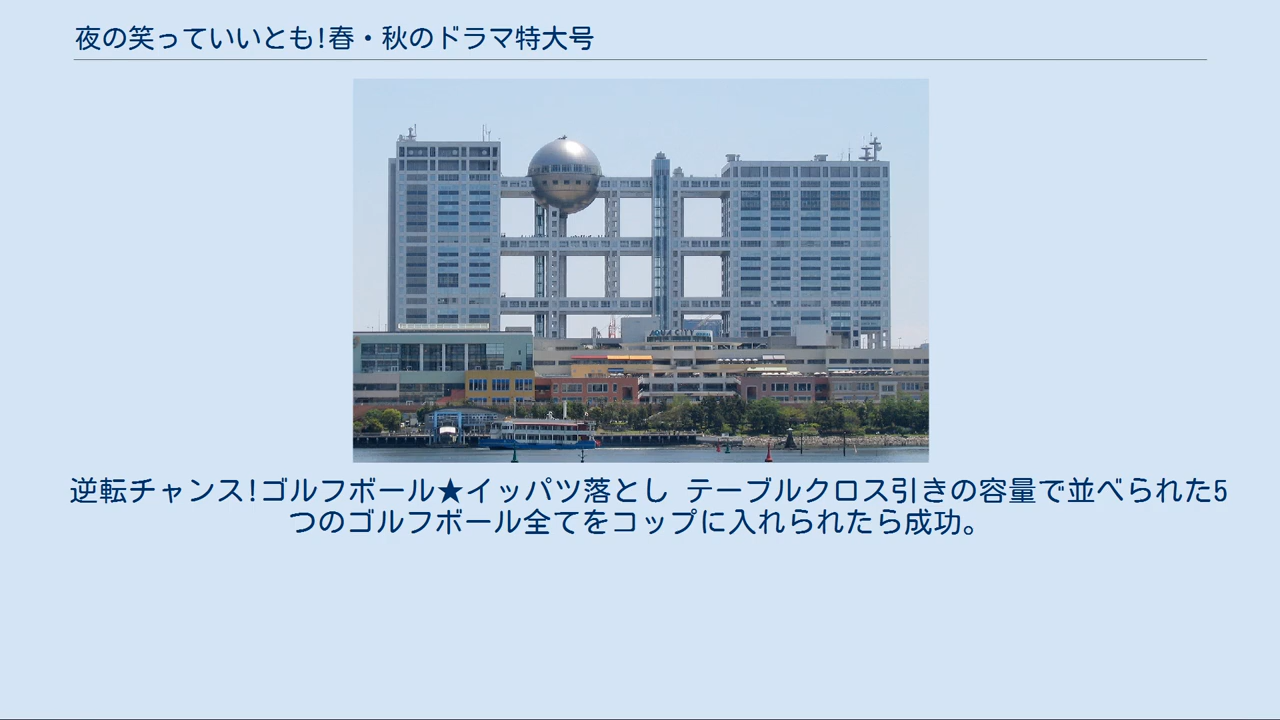 夜の笑っていいとも!春・秋のドラマ特大号
AQUA CITY
逆転チャンス!ゴルフボール★イッパツ落とし テーブルクロス引きの容量で並べられた5
つのゴルフボール全てをコップに入れられたら成功。